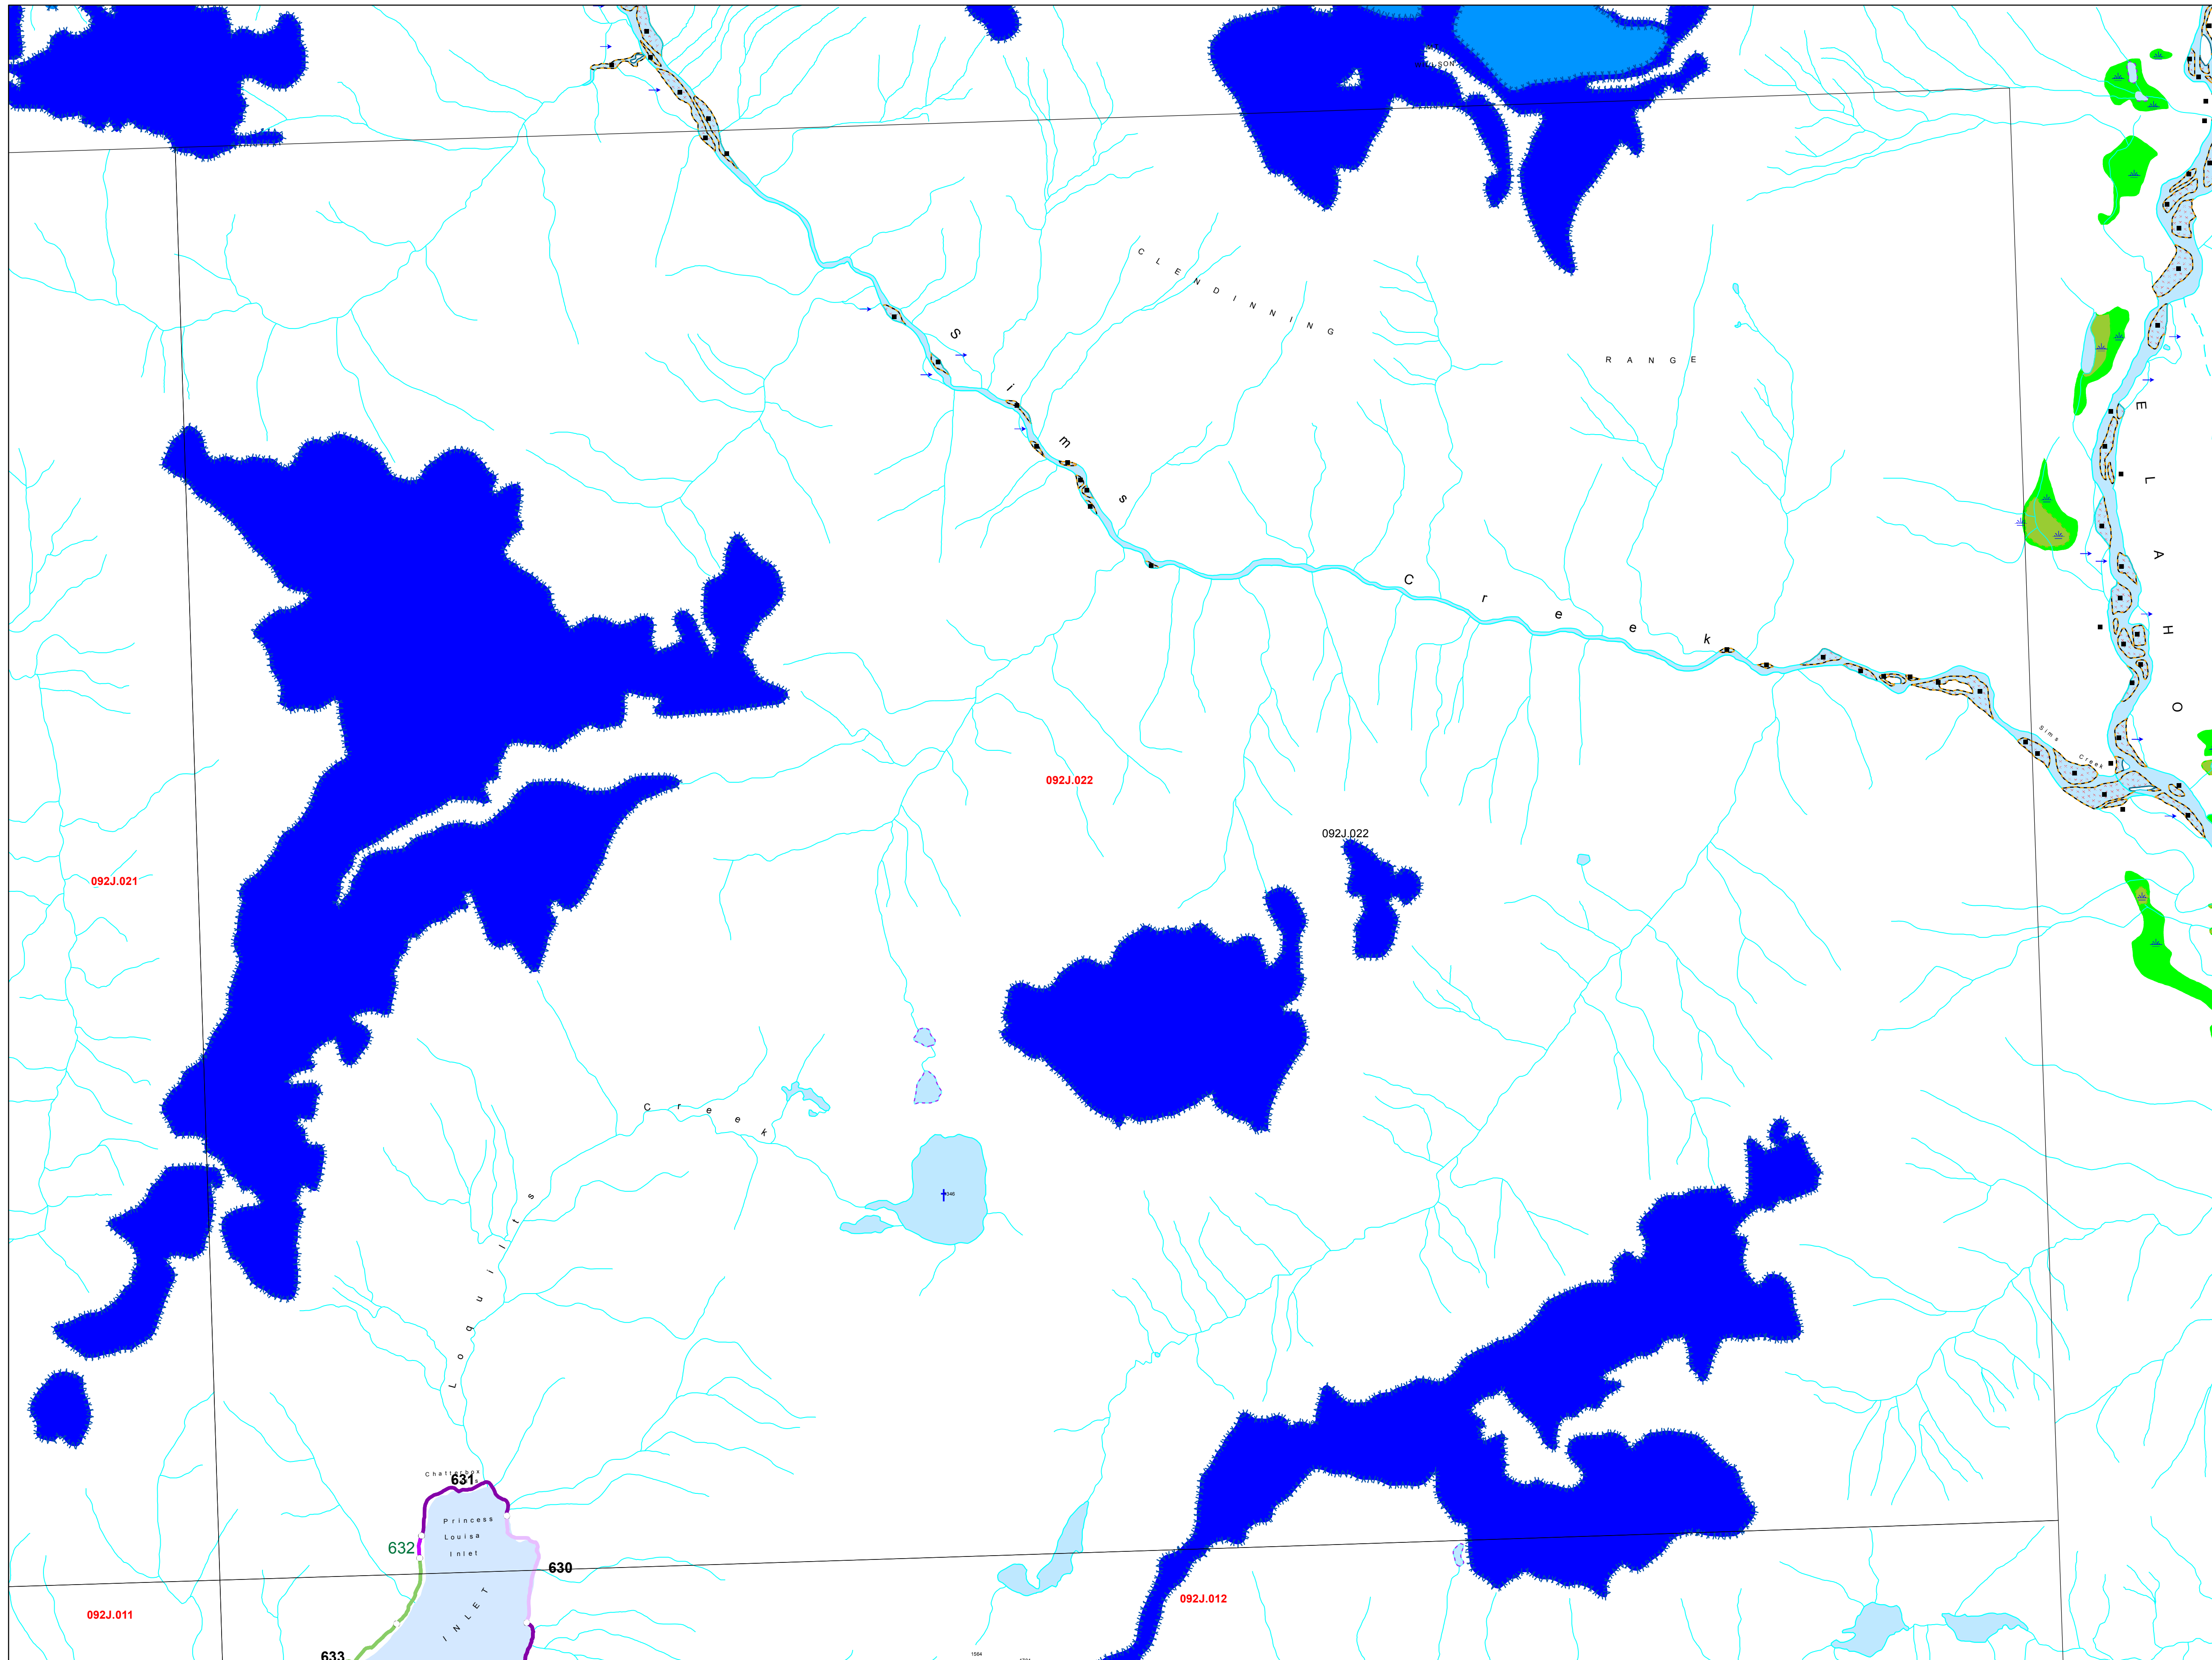 CLENDINNING
RANGE
Sims
Creek
ELAHO
Sims
Creek
092J.022
092J.022
092J.021
Creek
Loquilts
Chatterbox
631
Princess
Louisa
Inlet
632
630
INLET
092J.011
092J.012
633
1564